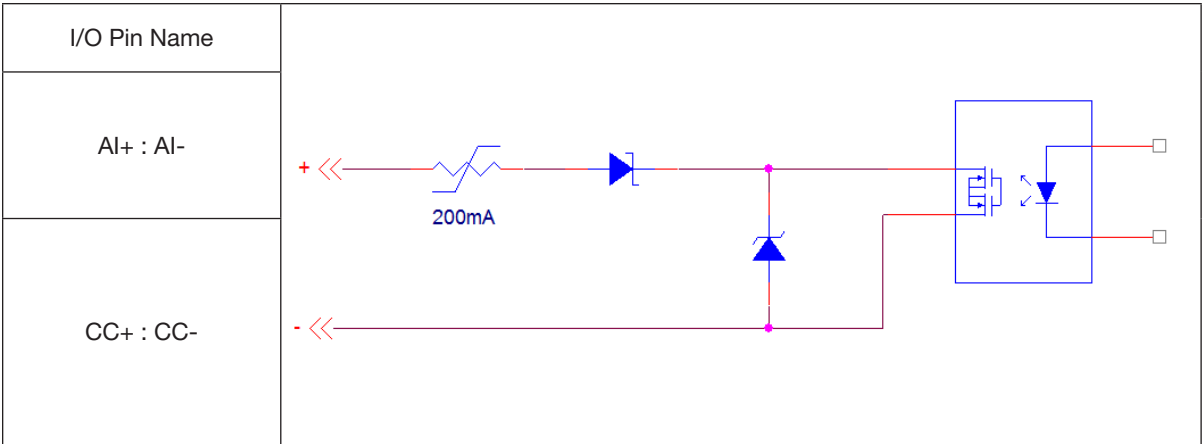 I/O Pin Name
AI+ : AI-
+
200mA
CC+ : CC-
-